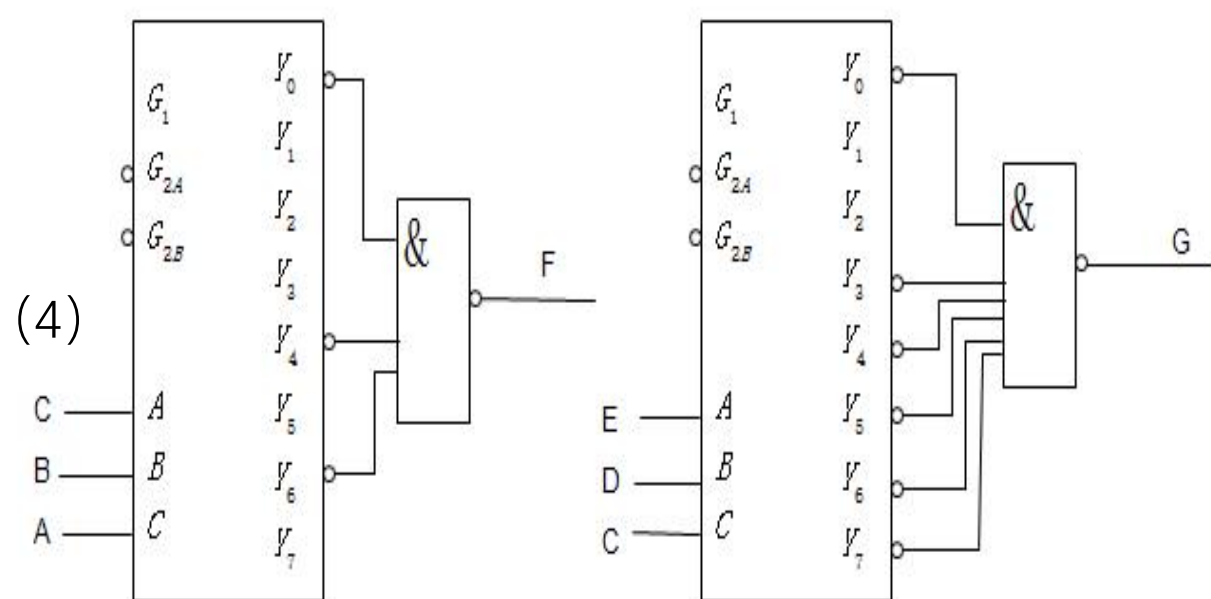 (4)
G₁
G₂A
G₂B
C A
B B
A C
Y₀
Y₁
Y₂
Y₃
Y₄
Y₅
Y₆
Y₇
&
F
G₁
G₂A
G₂B
E A
D B
C C
Y₀
Y₁
Y₂
Y₃
Y₄
Y₅
Y₆
Y₇
&
G